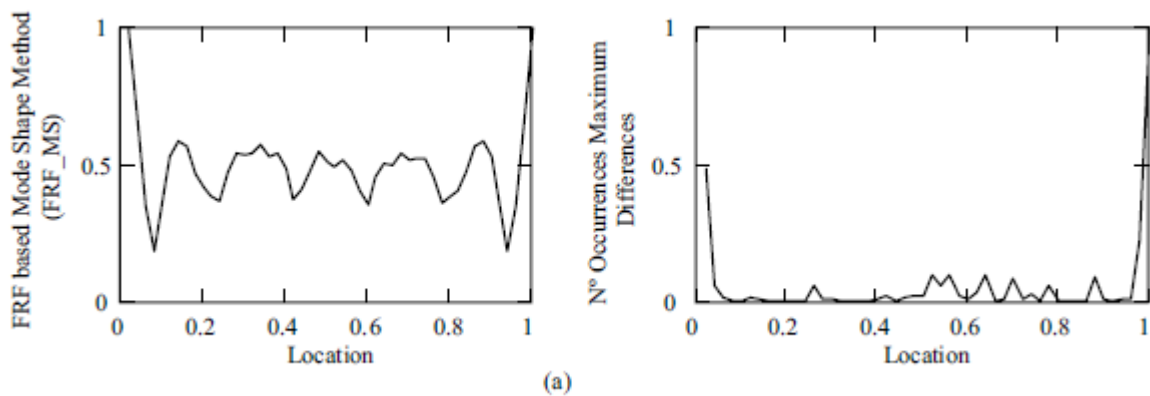 FRF based Mode Shape Method
(FRF_MS)
1
0.5
0
0 0.2 0.4 0.6 0.8 1
Location
Nº Occurrences Maximum
Differences
1
0.5
0
0 0.2 0.4 0.6 0.8 1
Location
(a)